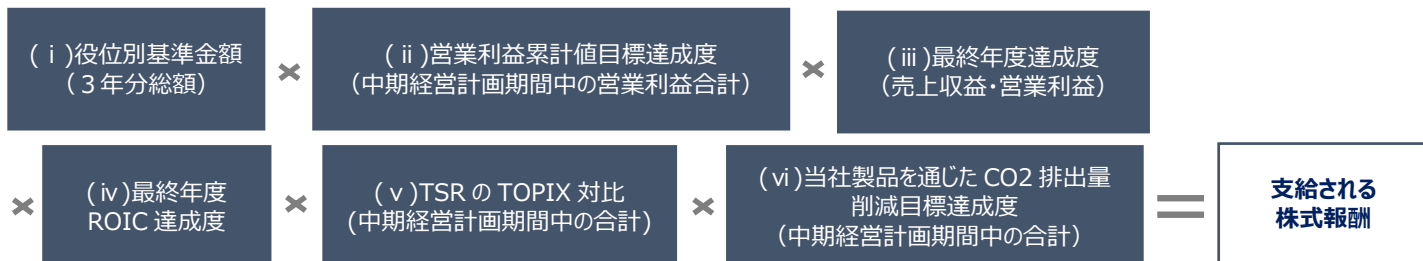 (ⅰ)役位別基準金額
(３年分総額)
×
(ⅱ)営業利益累計値目標達成度
(中期経営計画期間中の営業利益合計)
×
(ⅲ)最終年度達成度
(売上収益・営業利益)
×
(ⅳ)最終年度
ROIC 達成度
×
(ⅴ)TSR の TOPIX 対比
(中期経営計画期間中の合計)
×
(ⅵ)当社製品を通じた CO2 排出量
削減目標達成度
(中期経営計画期間中の合計)
＝
支給される
株式報酬